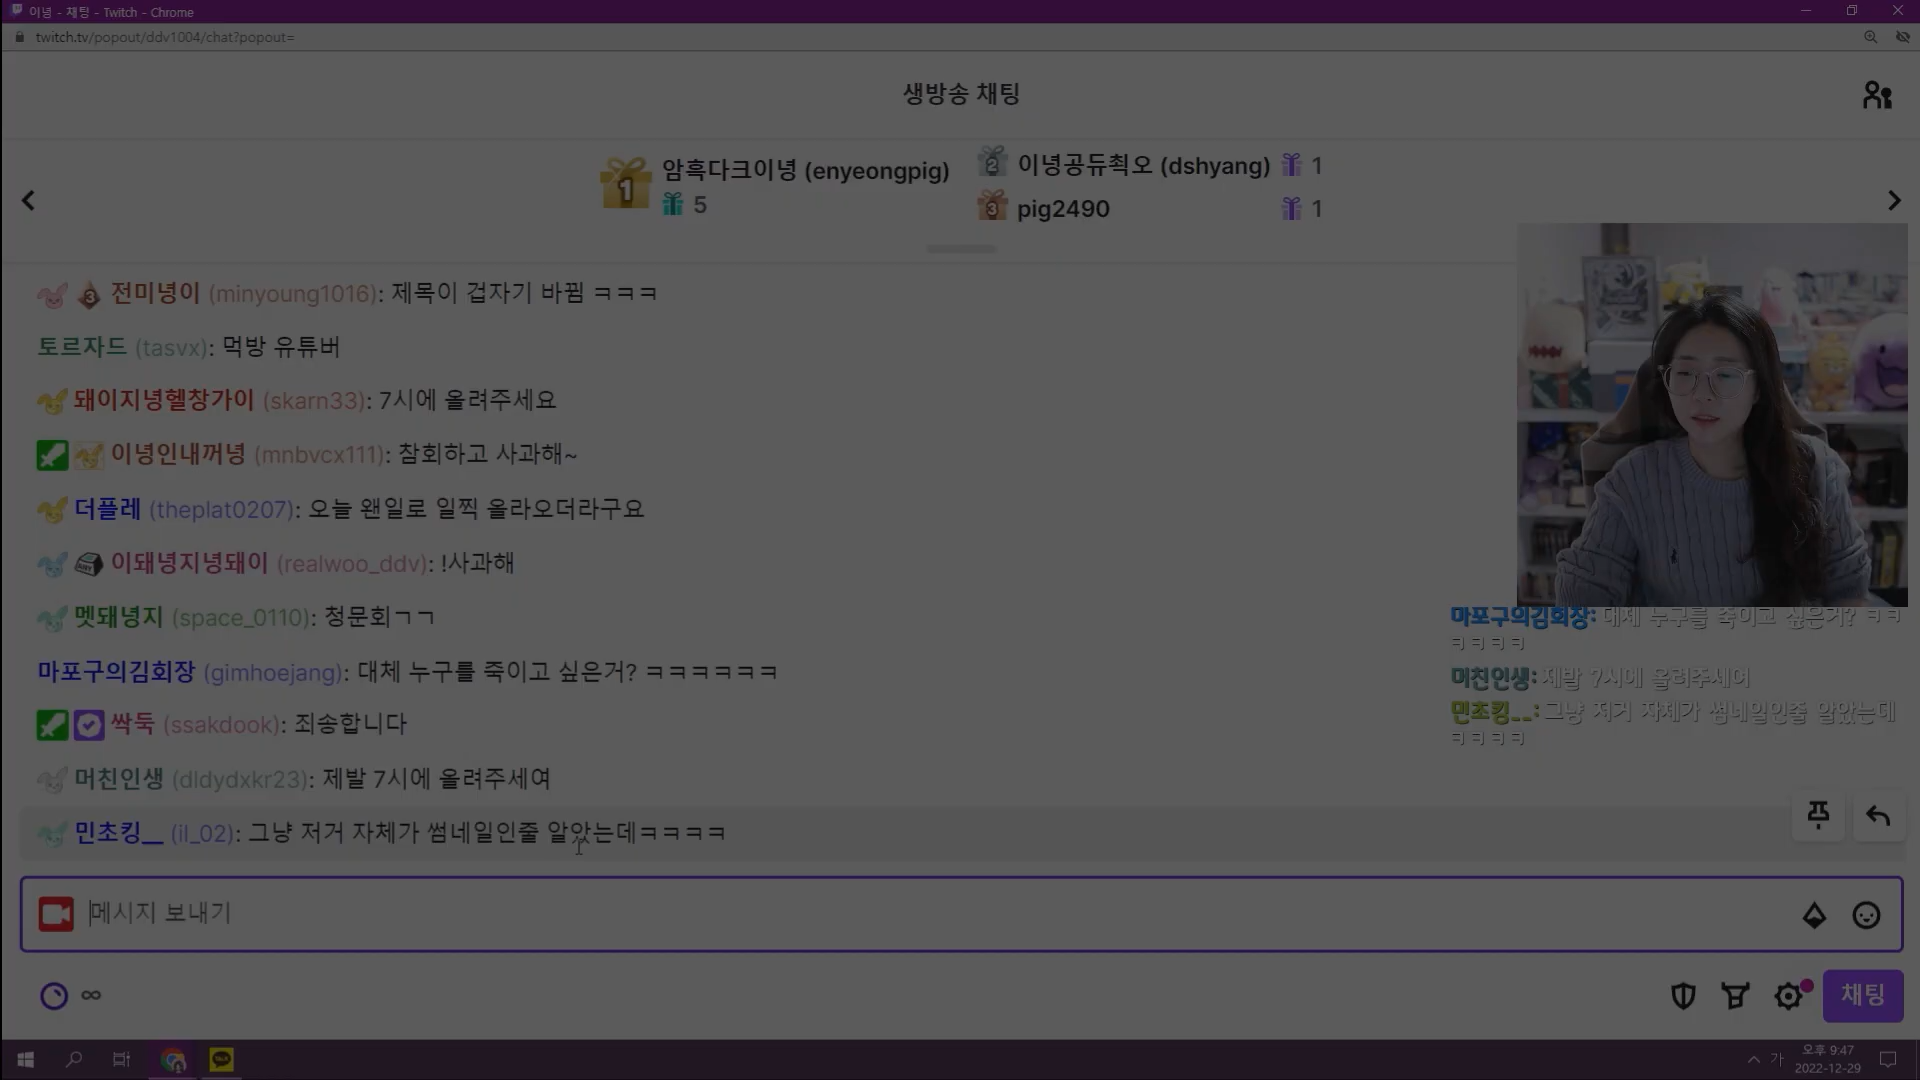 이녕 - 채팅 - Twitch - Chrome
twitch.tv/popout/ddv1004/chat?popout=
생방송 채팅
1 암흑다크이녕 (enyeongpig)
5
2 이녕공듀쵝오 (dshyang) 1
3 pig2490 1
3 전미녕이 (minyoung1016): 제목이 겁자기 바뀜 ㅋㅋㅋ
토르자드 (tasvx): 먹방 유튜버
돼이지녕헬창가이 (skarn33): 7시에 올려주세요
이녕인내꺼녕 (mnbvcx111): 참회하고 사과해~
더플레 (theplat0207): 오늘 왠일로 일찍 올라오더라구요
이돼녕지녕돼이 (realwoo_ddv): !사과해
멧돼녕지 (space_0110): 청문회ㄱㄱ
마포구의김회장 (gimhoejang): 대체 누구를 죽이고 싶은거? ㅋㅋㅋㅋㅋㅋ
싹둑 (ssakdook): 죄송합니다
머친인생 (dldydxkr23): 제발 7시에 올려주세여
민초킹__ (il_02): 그냥 저거 자체가 썸네일인줄 알았는데ㅋㅋㅋㅋ
마포구의김회장: 대체 누구를 죽이고 싶은거? ㅋㅋ
ㅋㅋㅋㅋ
머친인생: 제발 7시에 올려주세여
민초킹__: 그냥 저거 자체가 썸네일인줄 알았는데
ㅋㅋㅋㅋ
메시지 보내기
채팅
가
오후 9:47
2022-12-29